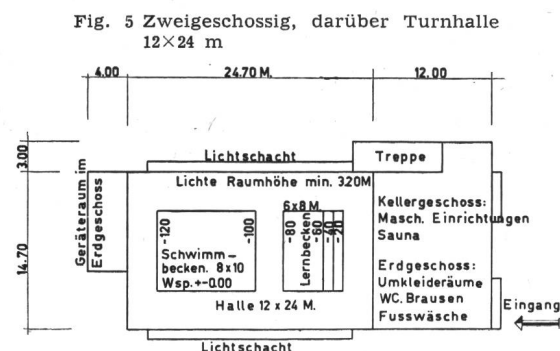 Fig. 5 Zweigeschossig, darüber Turnhalle
12×24 m
4.00
24.70 M.
12.00
3.00
14.70
Lichtschacht
Treppe
Lichte Raumhöhe min. 3.20M
Geräteraum im
Erdgeschoss
6x8 M.
-120
-100
-80
-60
-40
-20
Lernbecken
Schwimm-
becken. 8x10
Wsp.+-0.00
Halle 12 x 24 M.
Kellergeschoss:
Masch. Einrichtungen
Sauna
Erdgeschoss:
Umkleideräume
WC. Brausen
Fusswäsche
Eingang
Lichtschacht